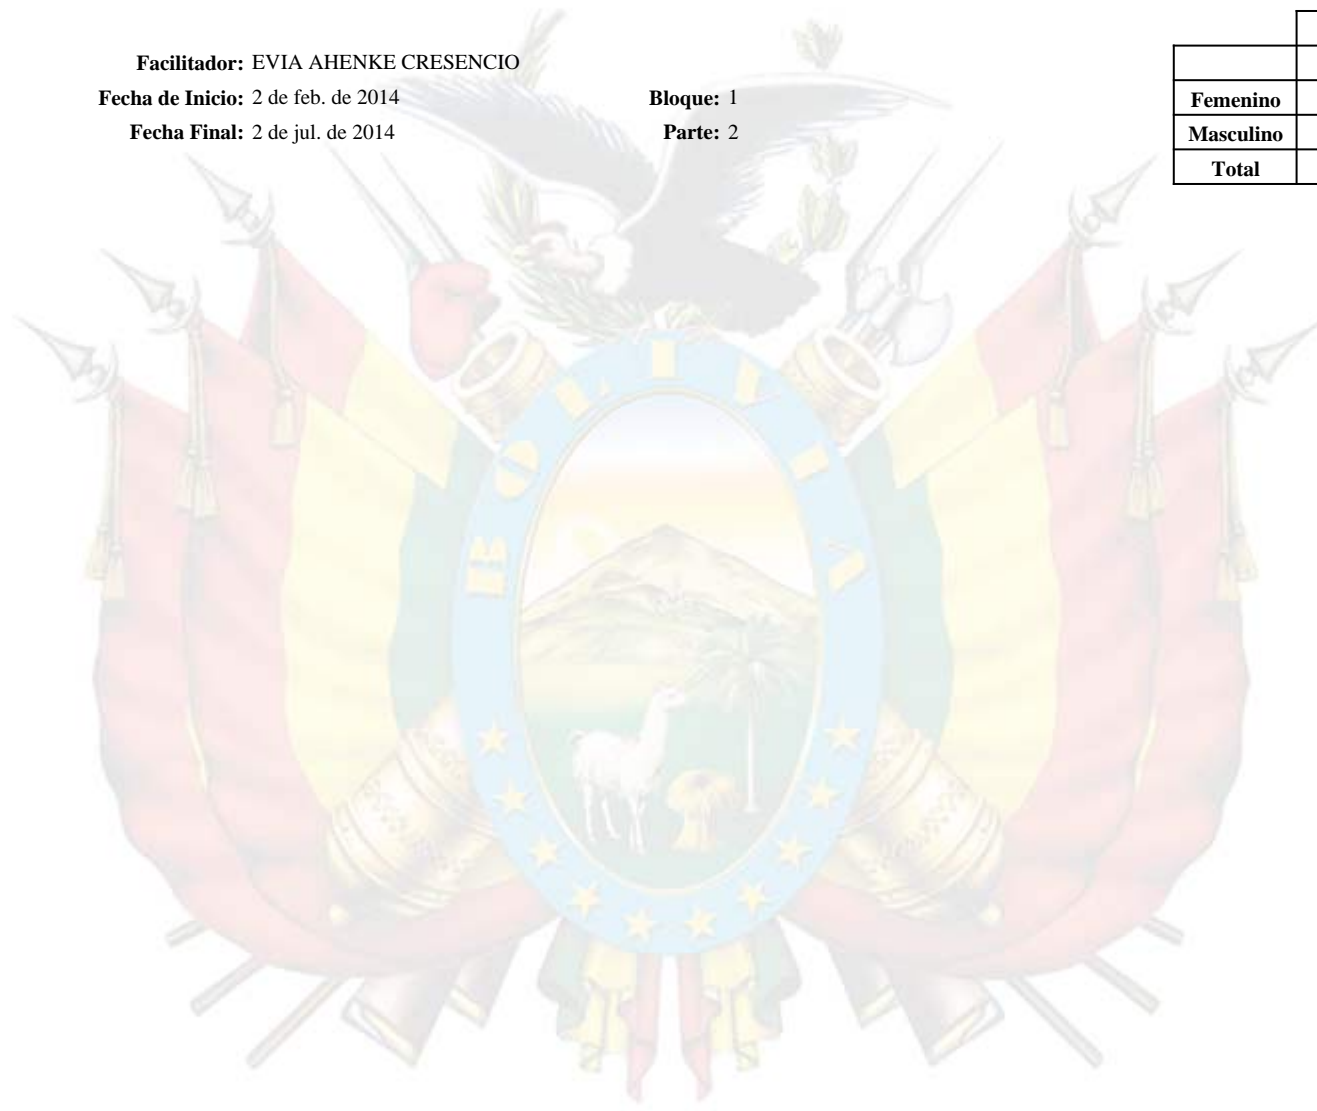 Facilitador: EVIA AHENKE CRESENCIO
Fecha de Inicio: 2 de feb. de 2014 Bloque: 1
Fecha Final: 2 de jul. de 2014 Parte: 2
Femenino
Masculino
Total
BOLIVIA